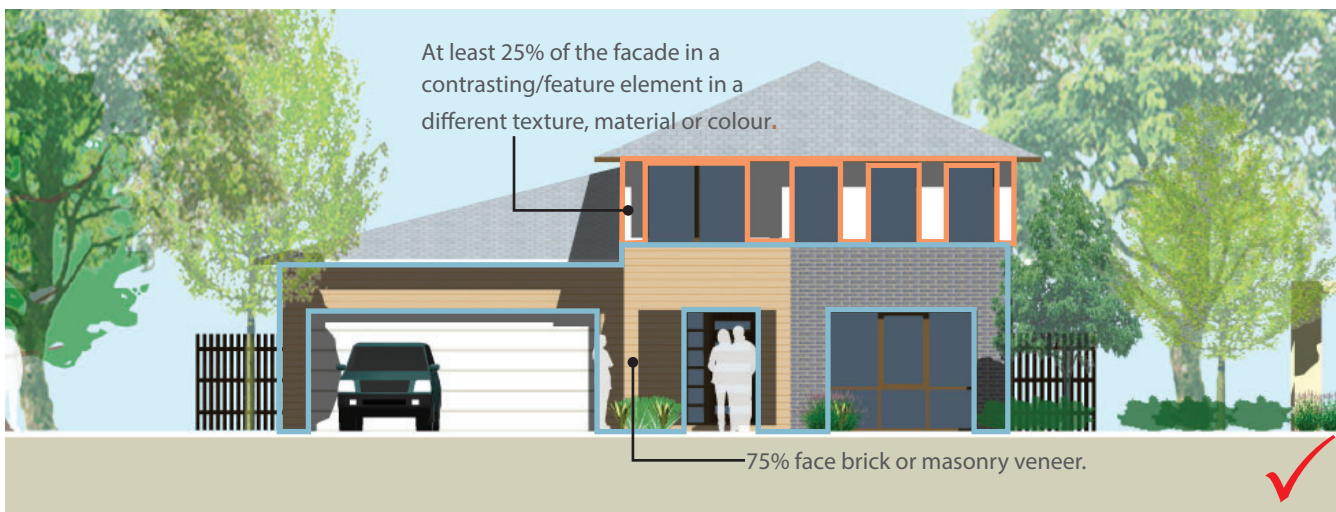 At least 25% of the facade in a
contrasting/feature element in a
different texture, material or colour.
75% face brick or masonry veneer.